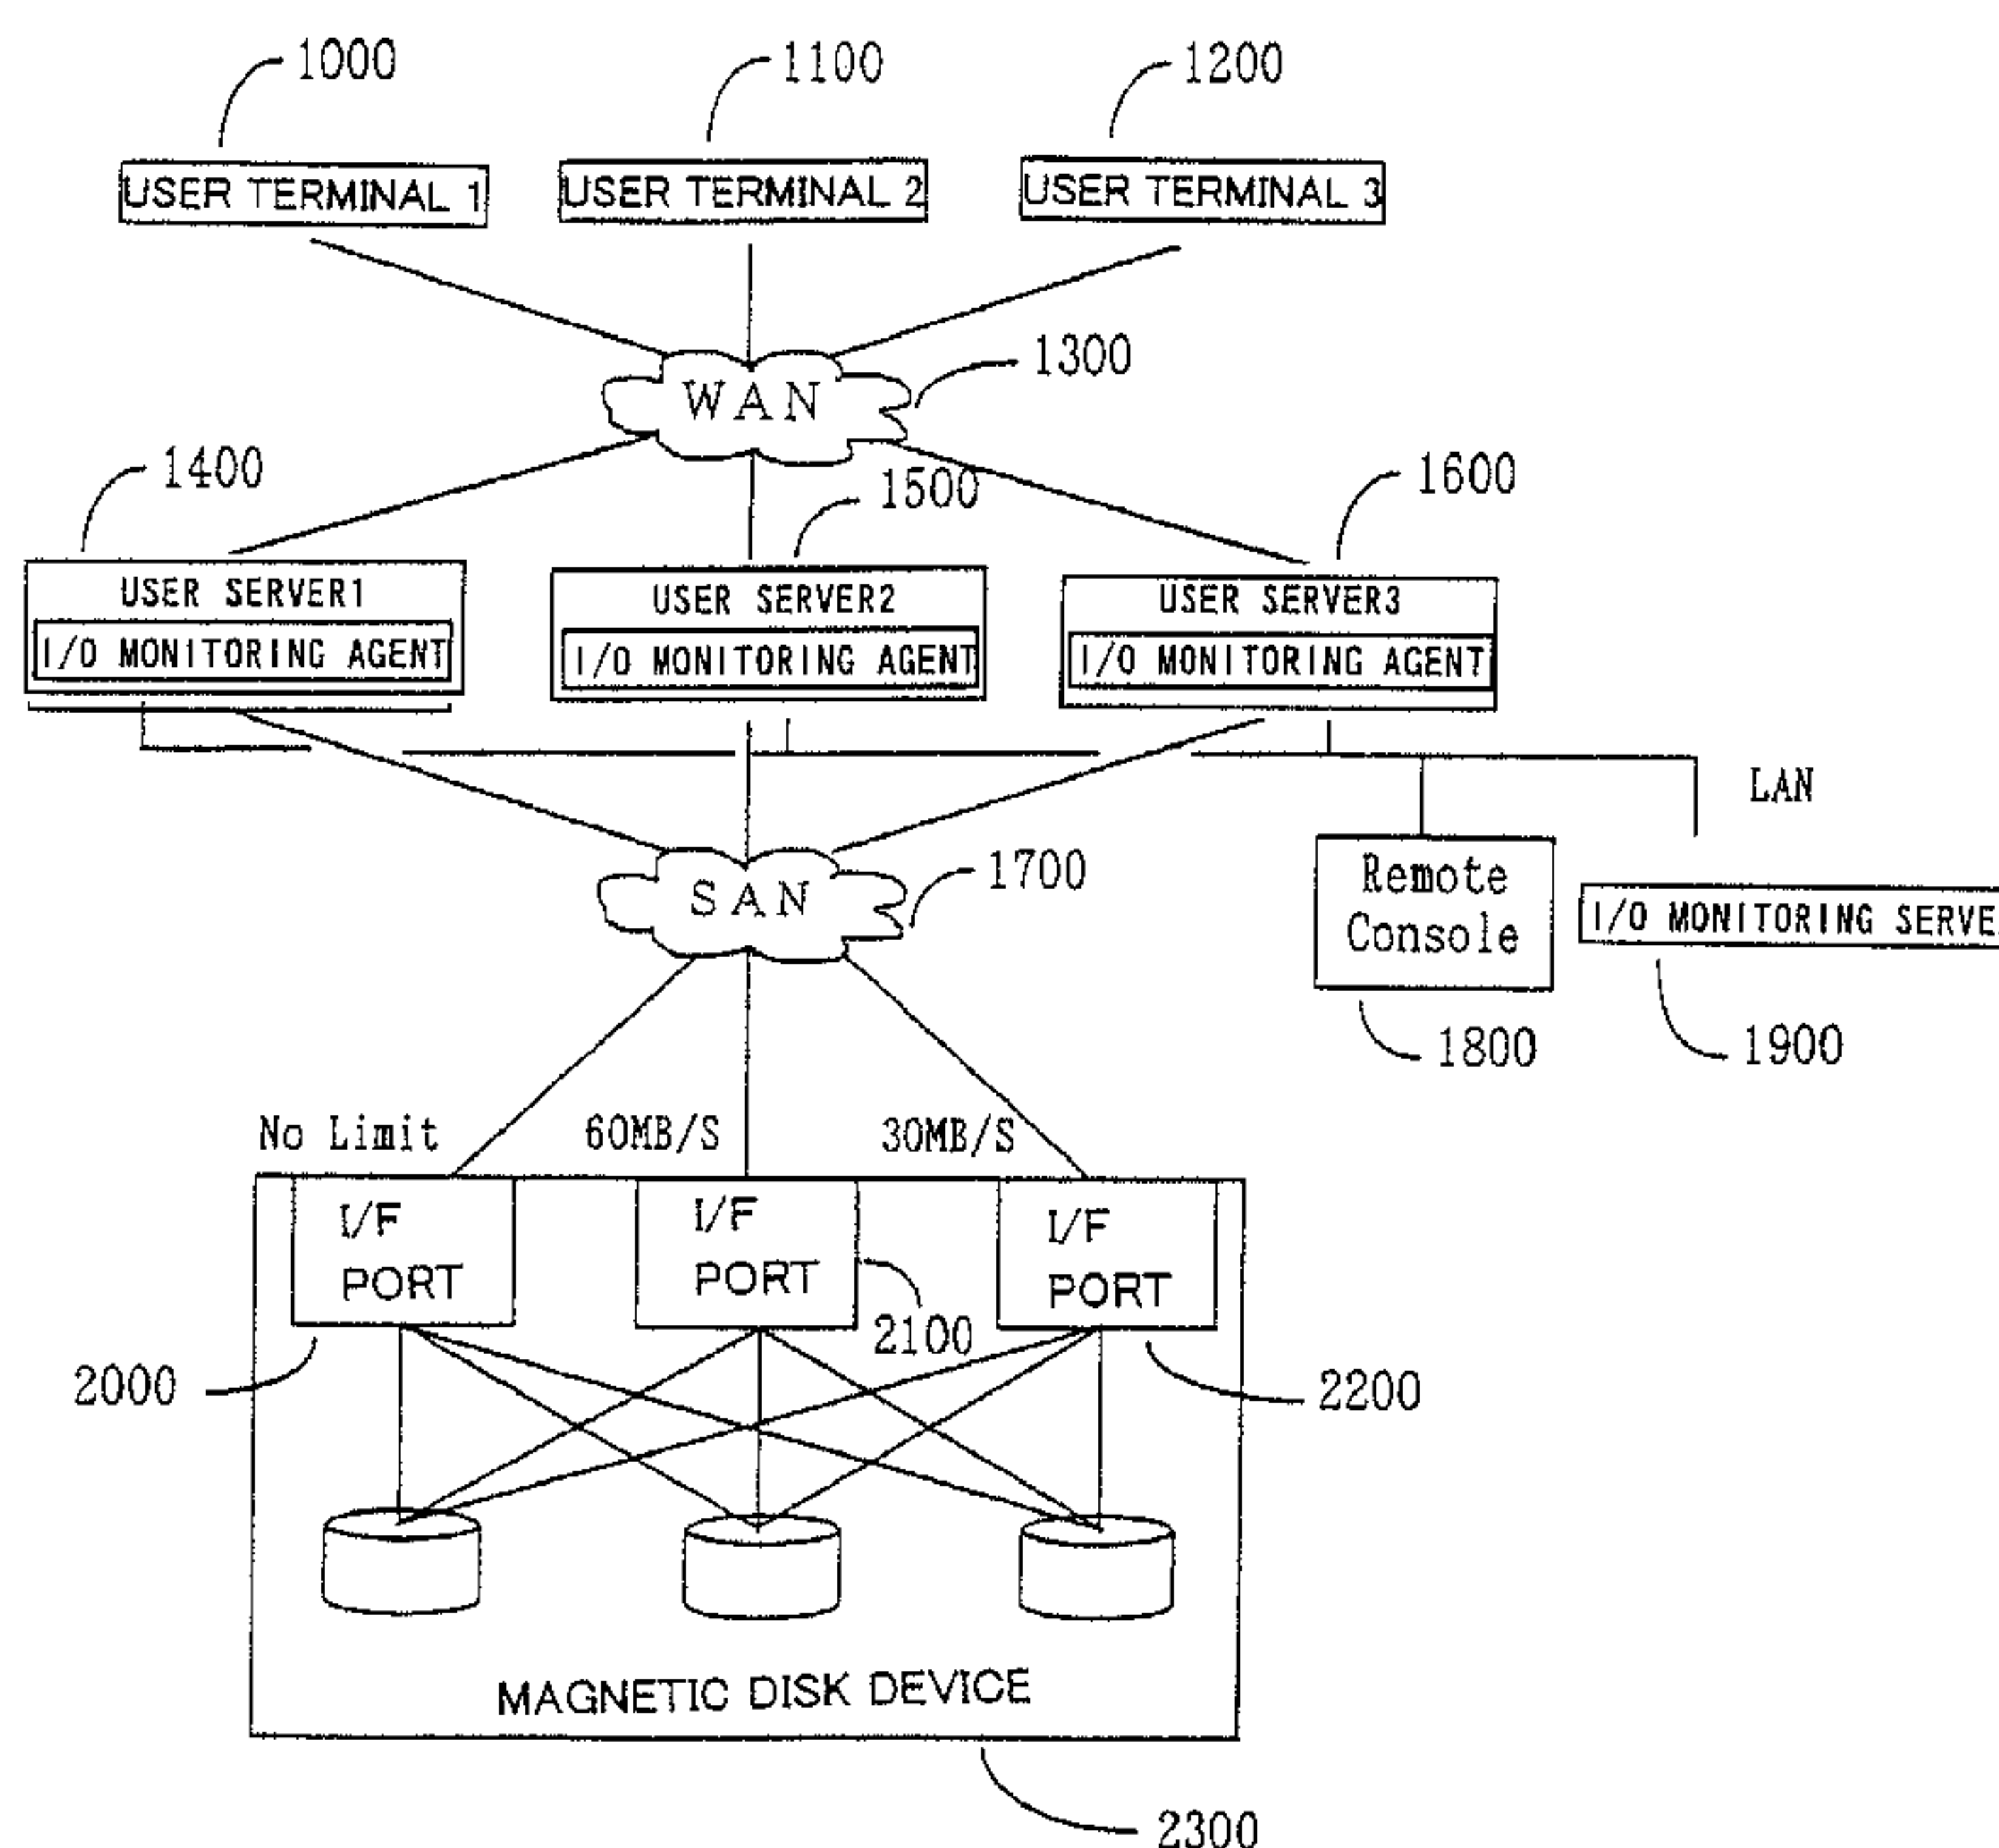 1000
1100
1200
USER TERMINAL 1
USER TERMINAL 2
USER TERMINAL 3
1300
WAN
1400
1500
1600
USER SERVER1
I/O MONITORING AGENT
USER SERVER2
I/O MONITORING AGENT
USER SERVER3
I/O MONITORING AGENT
LAN
1700
SAN
Remote
Console
I/O MONITORING SERVE
1800
1900
No Limit
60MB/S
30MB/S
I/F
PORT
I/F
PORT
I/F
PORT
2000
2100
2200
MAGNETIC DISK DEVICE
2300